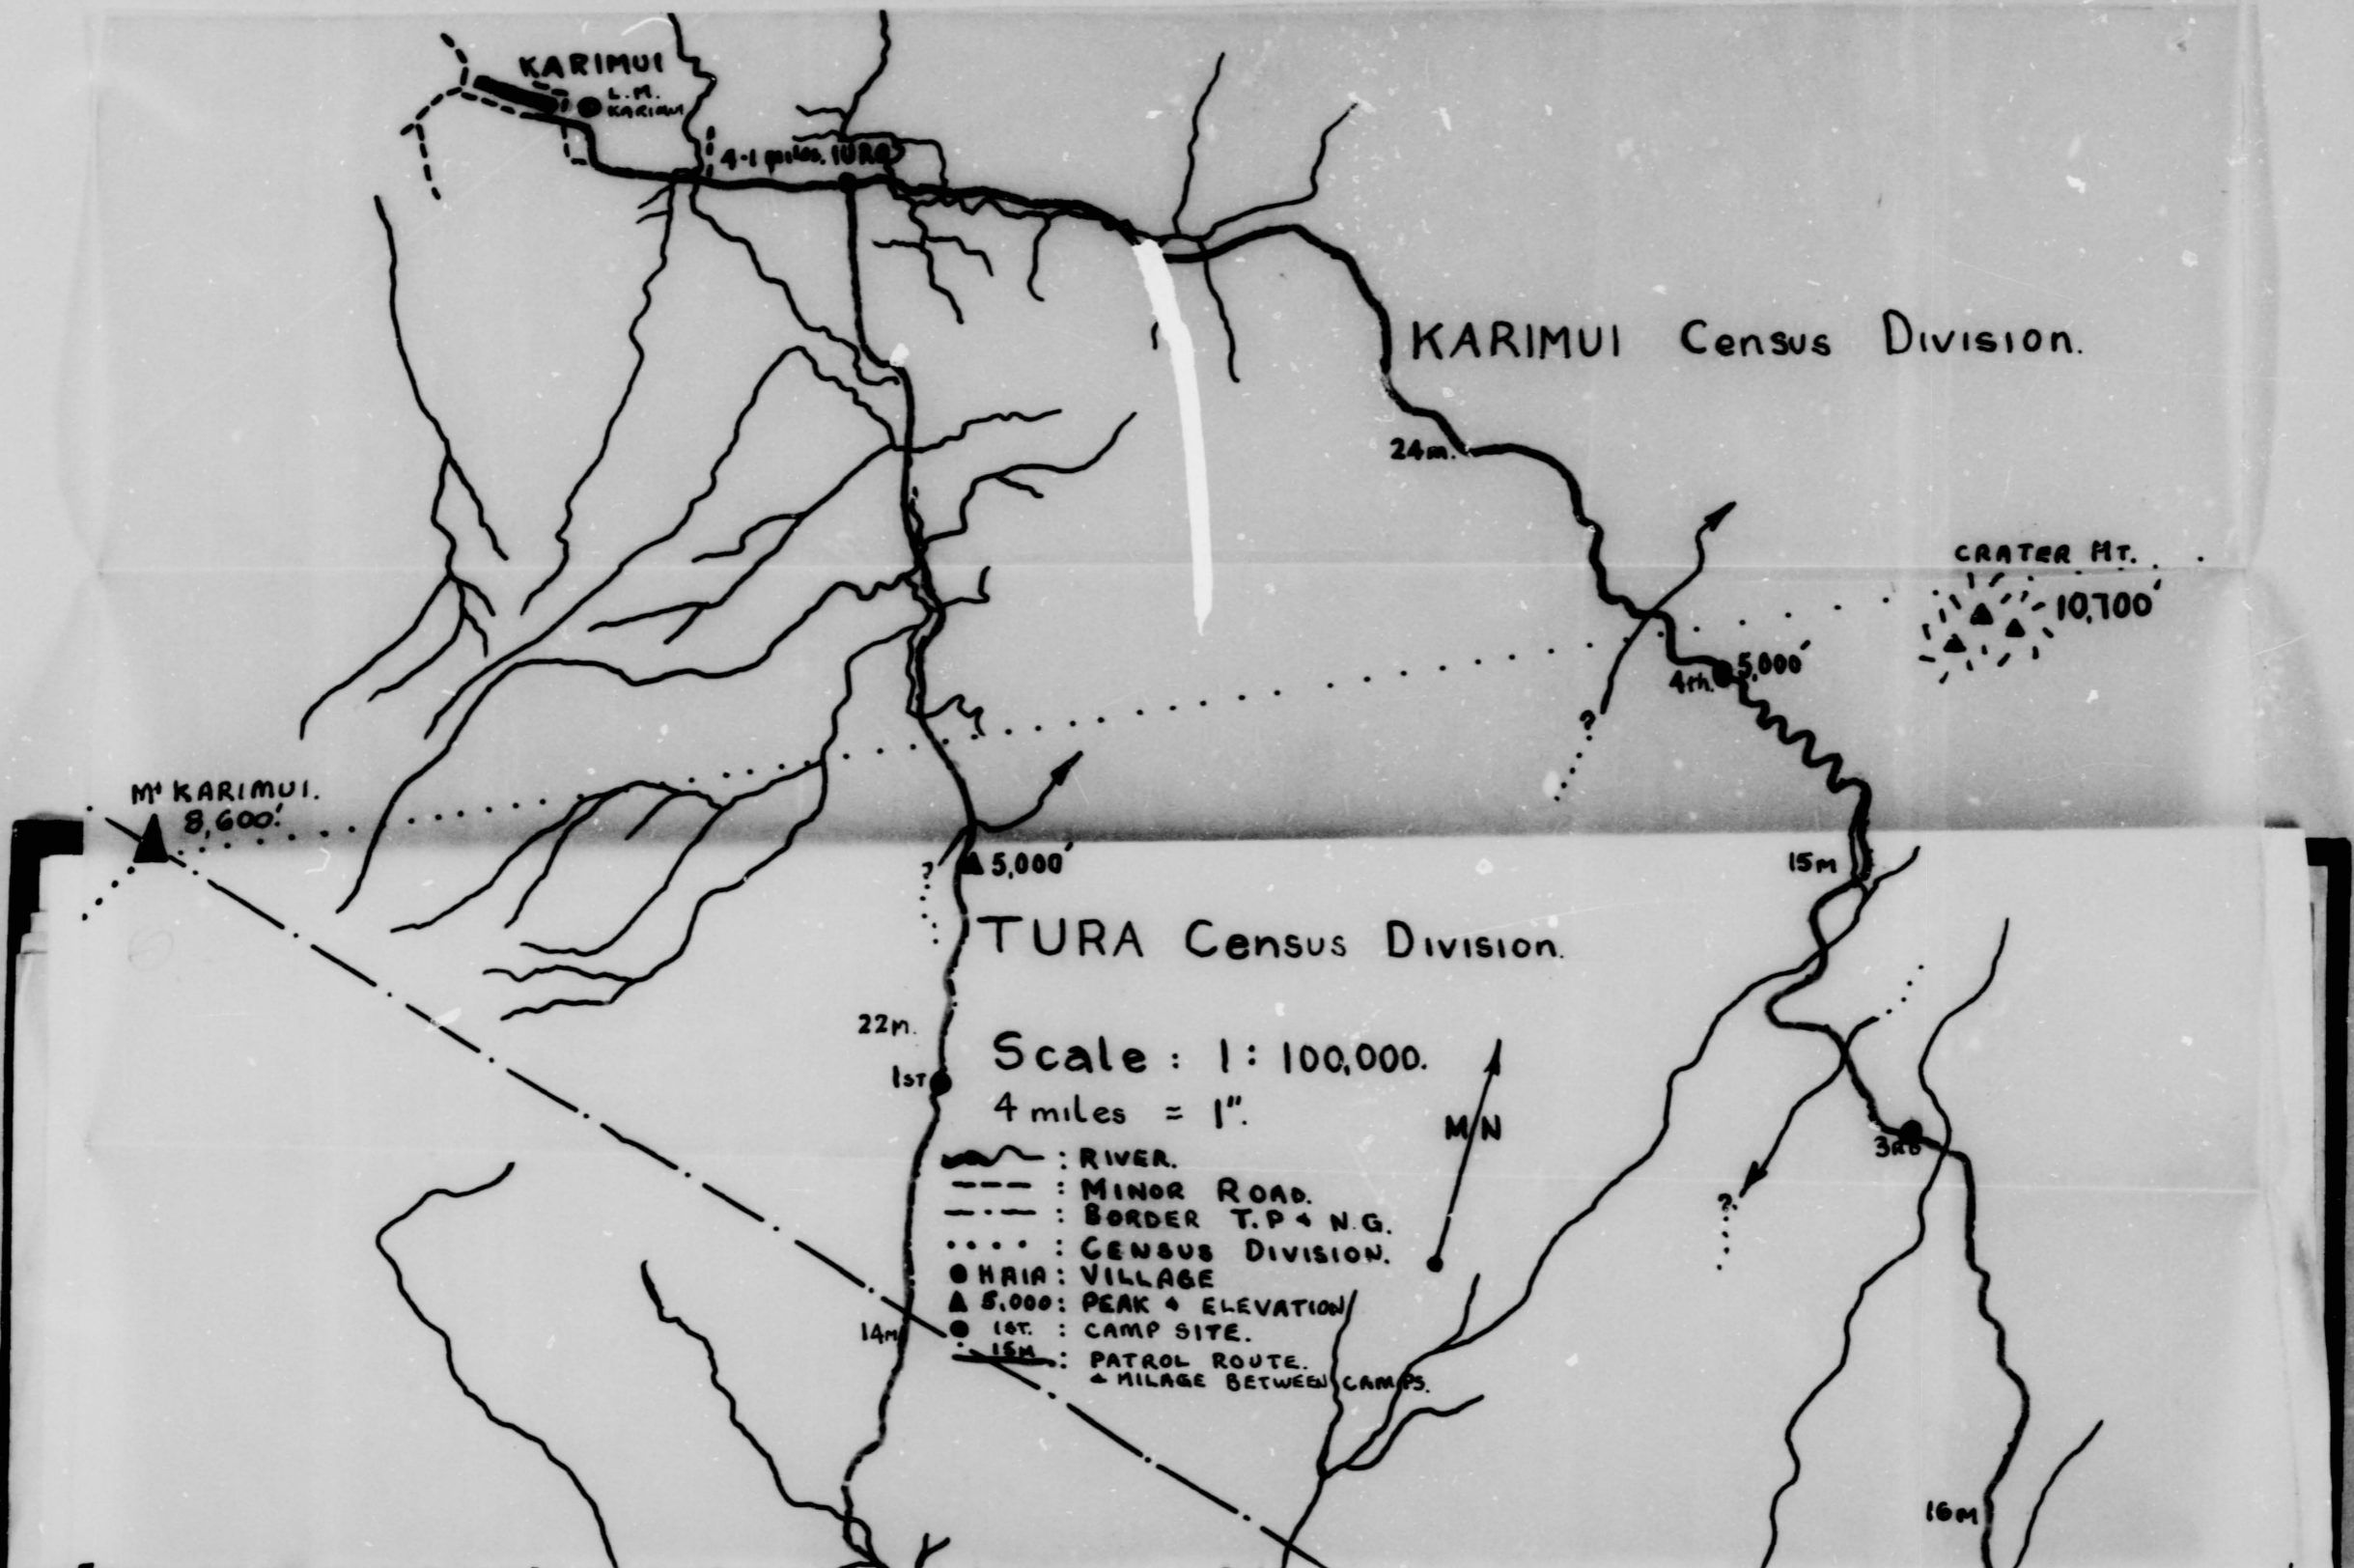 KARIMUI
L.M.
KARIMUI
4·1 miles. IURO
KARIMUI Census Division.
24m.
CRATER MT.
10,700'
5,000'
4th.
Mt KARIMUI.
8,600'.
?
?
5,000'
15M
TURA Census Division.
22m.
1ST
Scale : 1 : 100,000.
4 miles = 1".
M N
: RIVER.
: MINOR ROAD.
: BORDER T.P & N.G.
: CENSUS DIVISION.
HAIA : VILLAGE
5,000 : PEAK & ELEVATION
1ST. : CAMP SITE.
15M : PATROL ROUTE.
& MILAGE BETWEEN CAMPS.
3RD
?
14M
16M